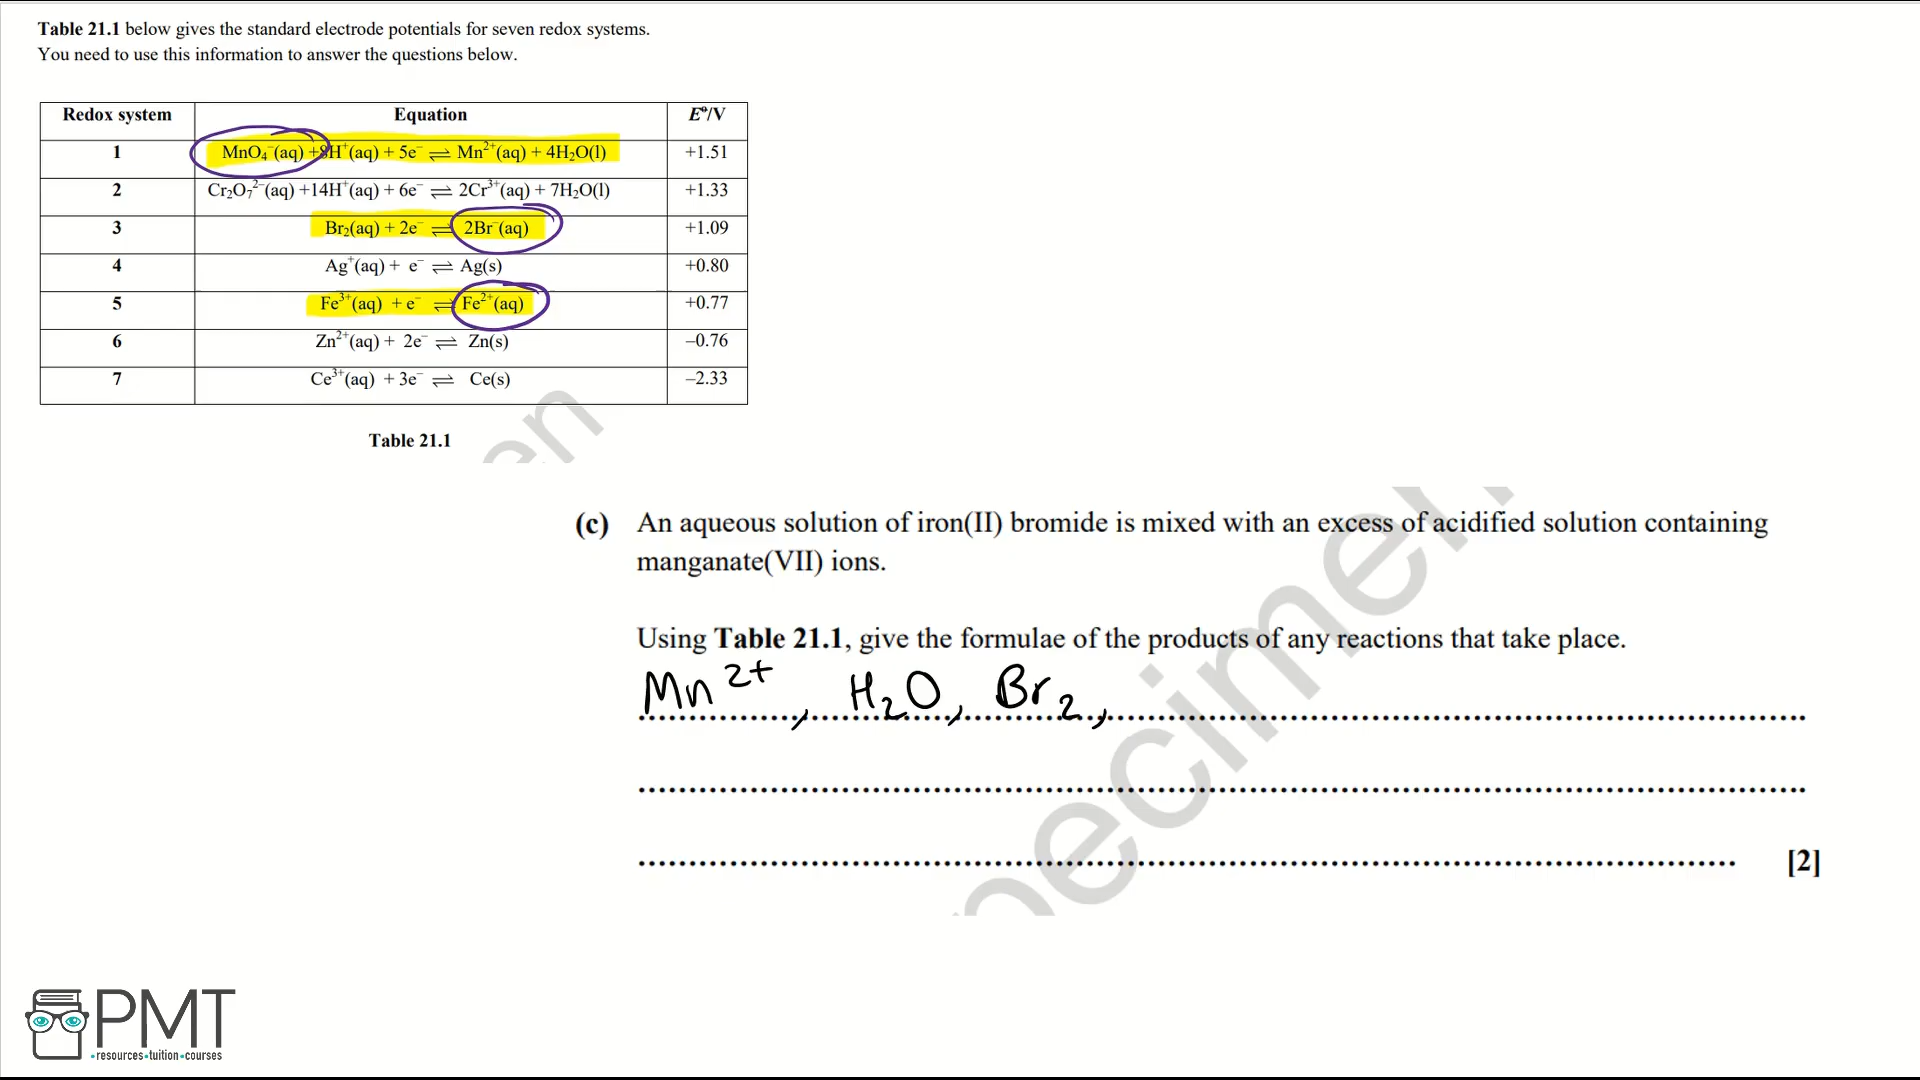 Table 21.1 below gives the standard electrode potentials for seven redox systems.
You need to use this information to answer the questions below.
Redox system Equation E⦵/V
1 MnO₄⁻(aq) +8H⁺(aq) + 5e⁻ ⇌ Mn²⁺(aq) + 4H₂O(l) +1.51
2 Cr₂O₇²⁻(aq) +14H⁺(aq) + 6e⁻ ⇌ 2Cr³⁺(aq) + 7H₂O(l) +1.33
3 Br₂(aq) + 2e⁻ ⇌ 2Br⁻(aq) +1.09
4 Ag⁺(aq) + e⁻ ⇌ Ag(s) +0.80
5 Fe³⁺(aq) + e⁻ ⇌ Fe²⁺(aq) +0.77
6 Zn²⁺(aq) + 2e⁻ ⇌ Zn(s) –0.76
7 Ce³⁺(aq) + 3e⁻ ⇌ Ce(s) –2.33
Table 21.1
(c) An aqueous solution of iron(II) bromide is mixed with an excess of acidified solution containing
manganate(VII) ions.
Using Table 21.1, give the formulae of the products of any reactions that take place.
Mn²⁺, H₂O, Br₂,
[2]
PMT
•resources•tuition•courses